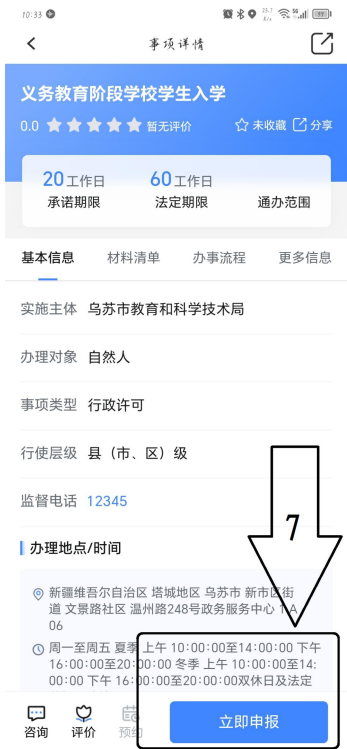 10:33
事项详情
义务教育阶段学校学生入学
0.0 暂无评价 未收藏 分享
20工作日 60工作日
承诺期限 法定期限 通办范围
基本信息 材料清单 办事流程 更多信息
实施主体 乌苏市教育和科学技术局
办理对象 自然人
事项类型 行政许可
行使层级 县（市、区）级
监督电话 12345
7
办理地点/时间
新疆维吾尔自治区 塔城地区 乌苏市 新市区街
道 文景路社区 温州路248号政务服务中心 1 A
06
周一至周五 夏季 上午 10:00:00至14:00:00 下午
16:00:00至20:00:00 冬季 上午 10:00:00至14:
00:00 下午 16:00:00至20:00:00双休日及法定
咨询 评价 预约 立即申报